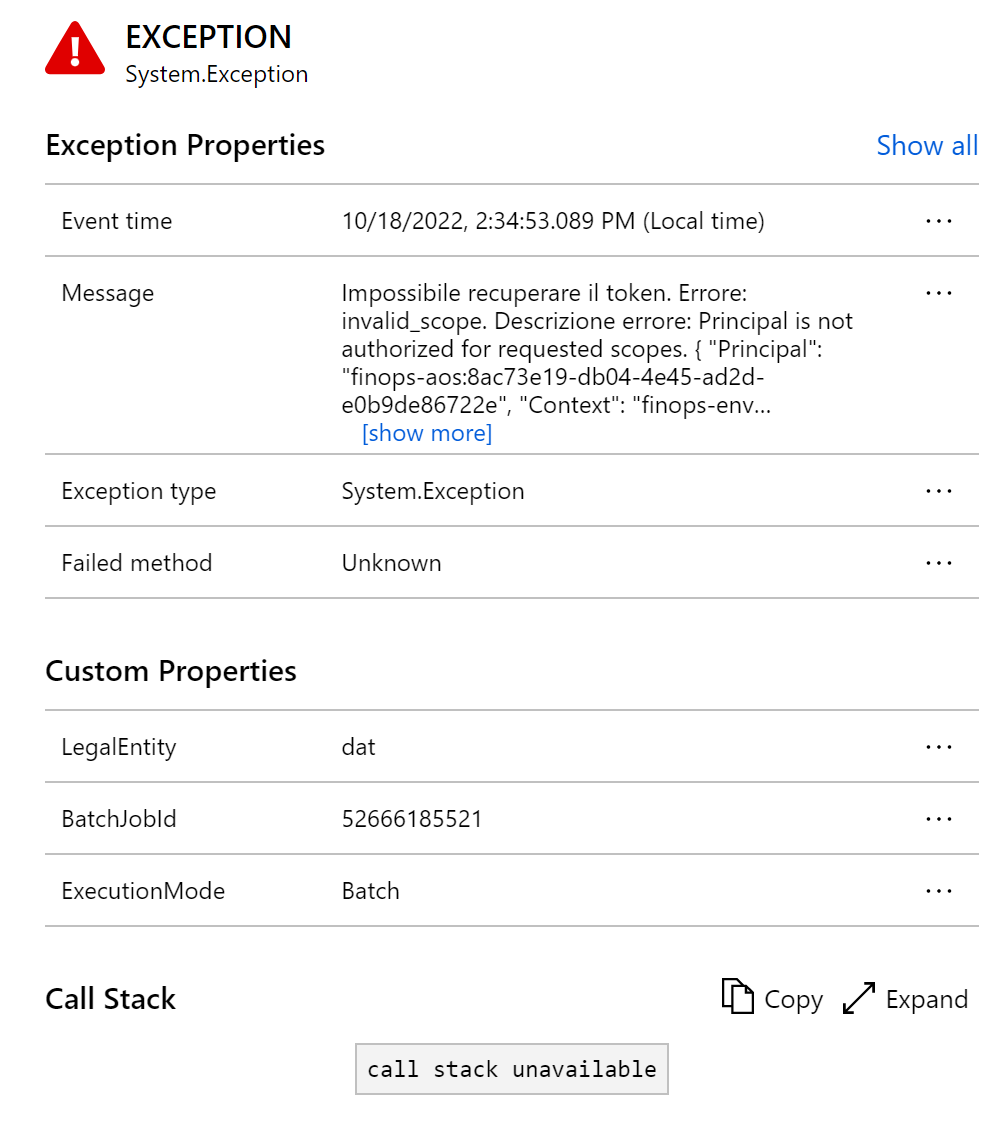 EXCEPTION
System.Exception
Exception Properties Show all
Event time 10/18/2022, 2:34:53.089 PM (Local time) ...
Message Impossibile recuperare il token. Errore: ...
invalid_scope. Descrizione errore: Principal is not
authorized for requested scopes. { "Principal":
"finops-aos:8ac73e19-db04-4e45-ad2d-
e0b9de86722e", "Context": "finops-env...
[show more]
Exception type System.Exception ...
Failed method Unknown ...
Custom Properties
LegalEntity dat ...
BatchJobId 52666185521 ...
ExecutionMode Batch ...
Call Stack Copy Expand
call stack unavailable